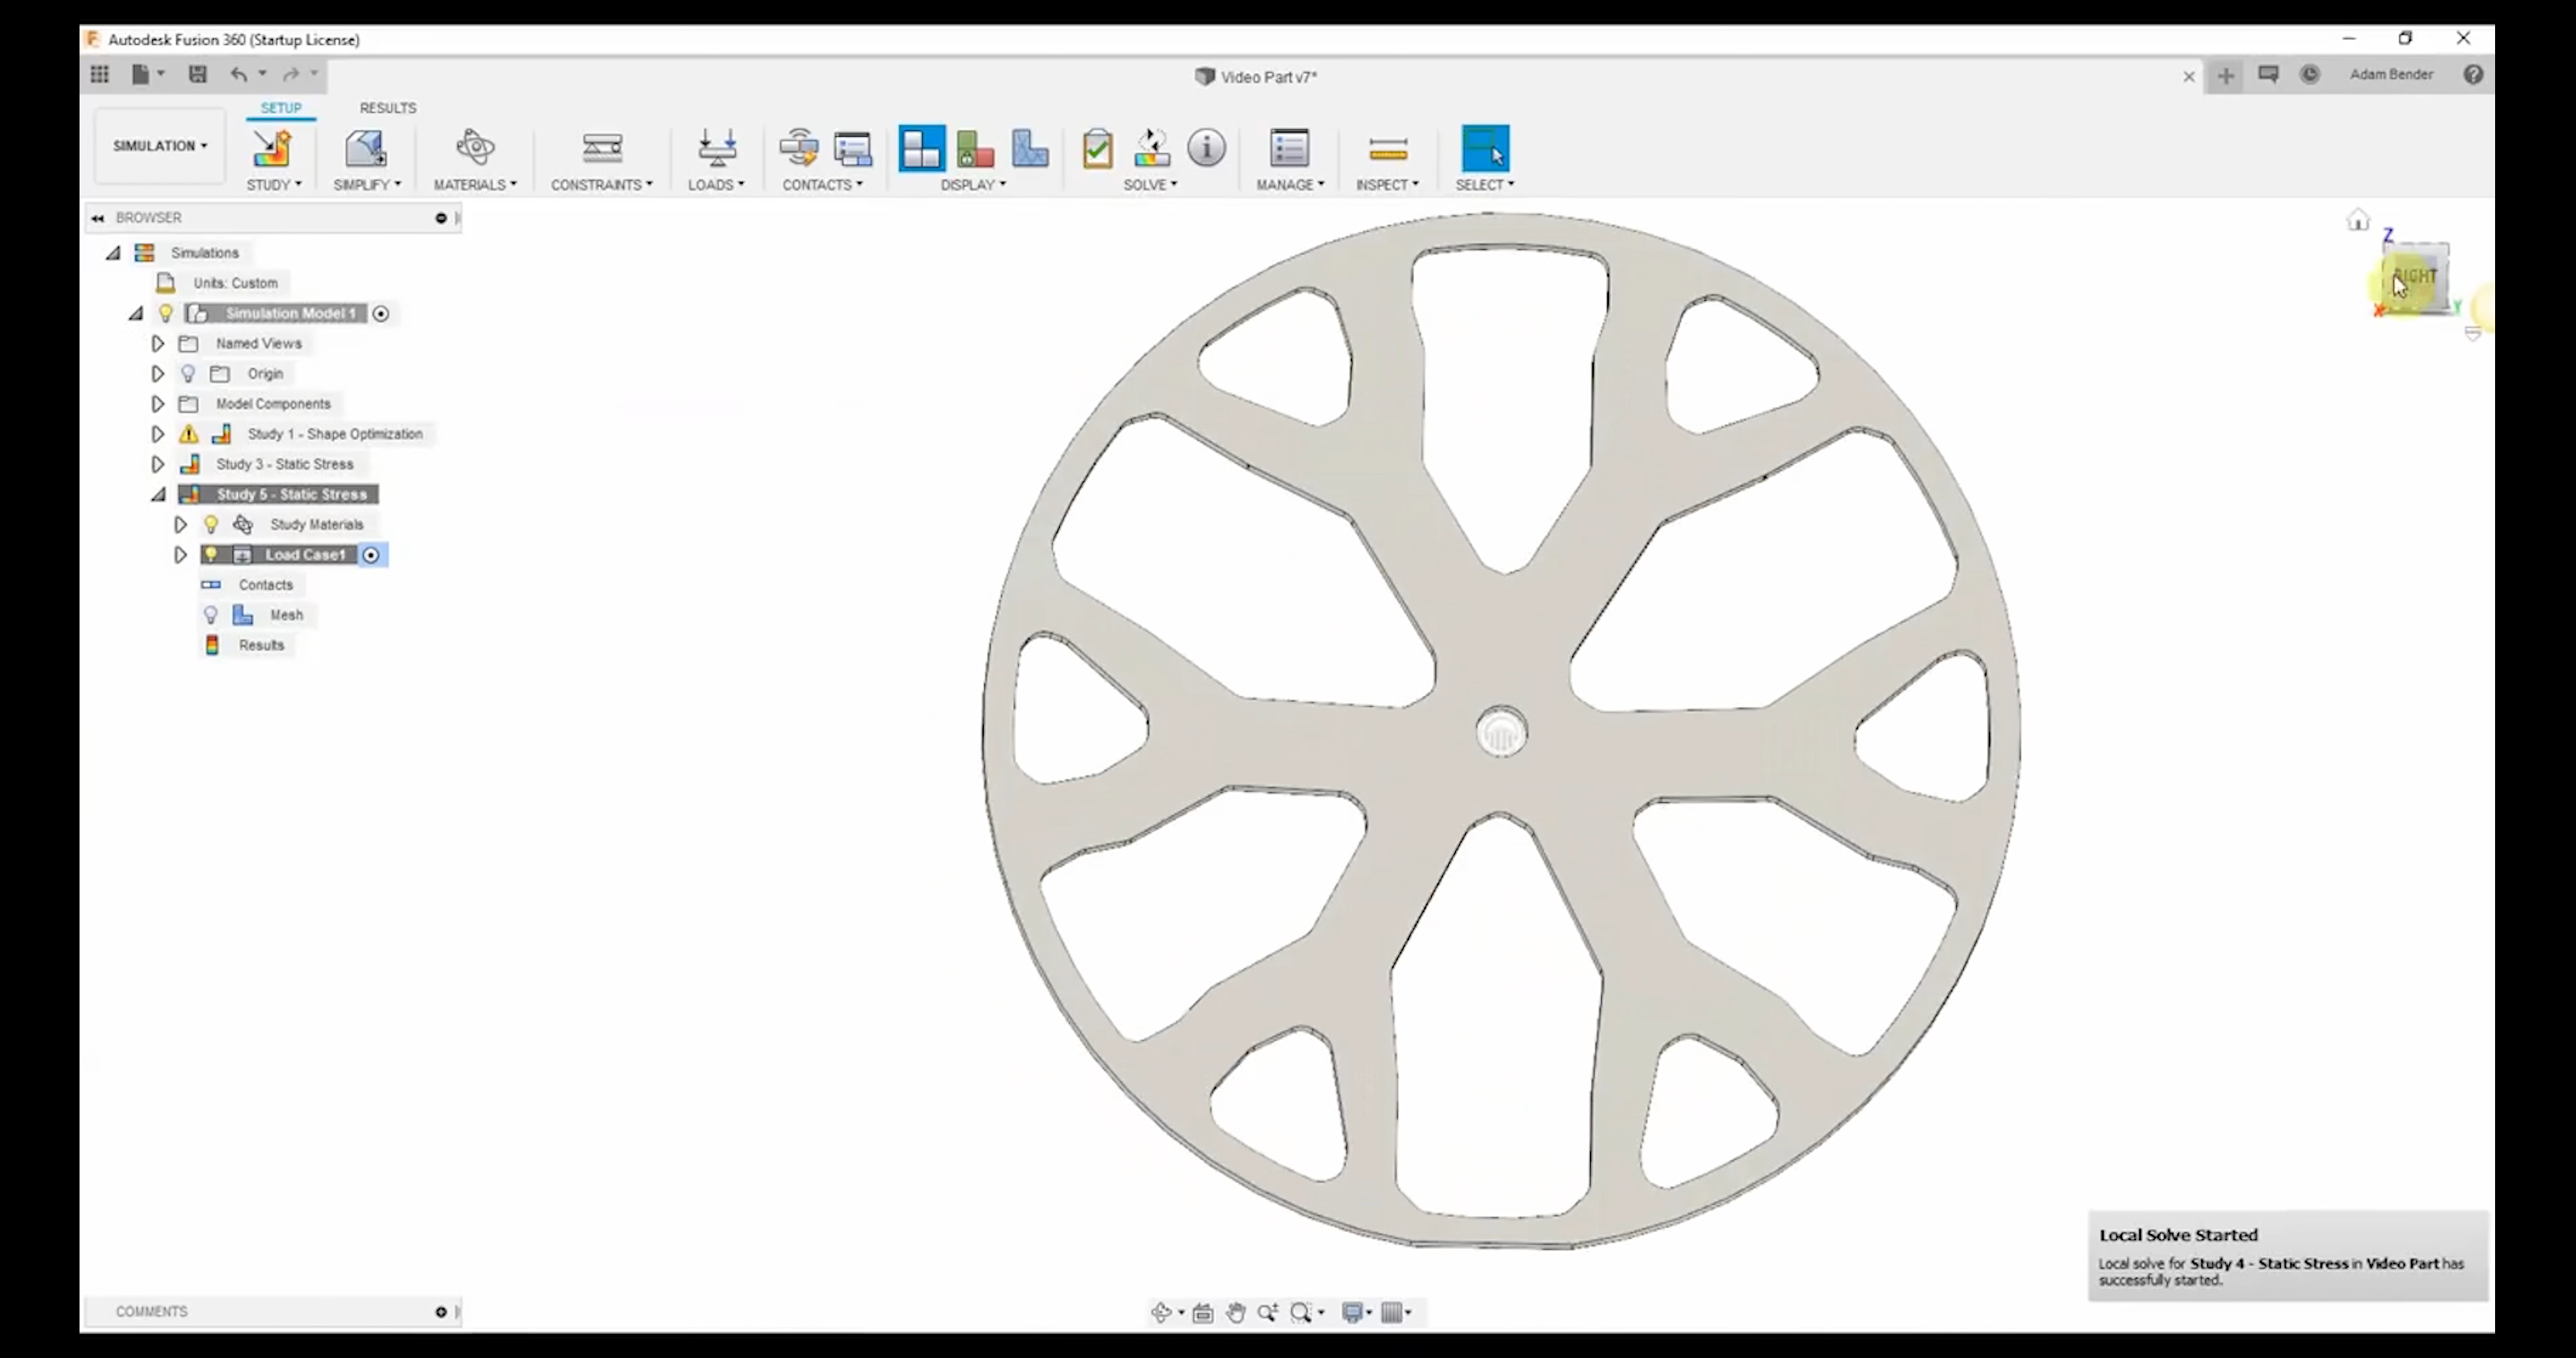 Autodesk Fusion 360 (Startup License)
Video Part v7*
Adam Bender
SETUP RESULTS
SIMULATION
STUDY SIMPLIFY MATERIALS CONSTRAINTS LOADS CONTACTS DISPLAY SOLVE MANAGE INSPECT SELECT
BROWSER
Simulations
Units: Custom
Simulation Model 1
Named Views
Origin
Model Components
Study 1 - Shape Optimization
Study 3 - Static Stress
Study 5 - Static Stress
Study Materials
Load Case1
Contacts
Mesh
Results
Z
RIGHT
X Y
Local Solve Started
Local solve for Study 4 - Static Stress in Video Part has
successfully started.
COMMENTS